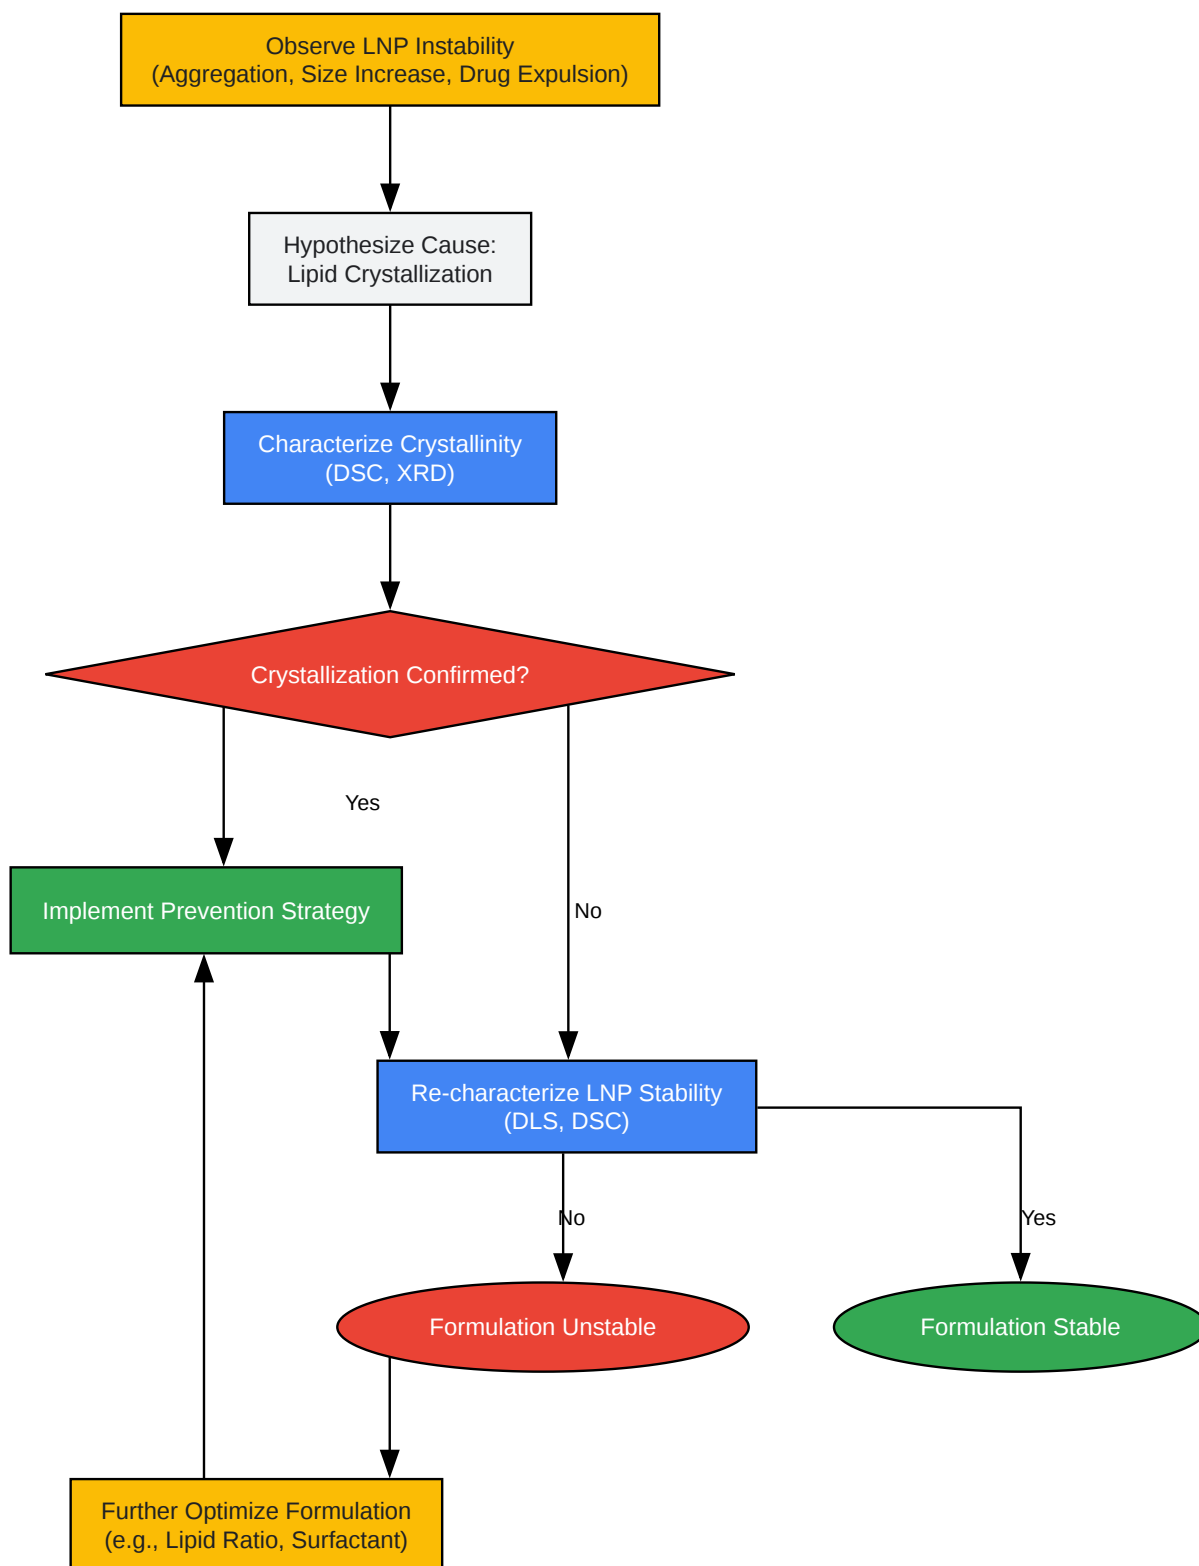 Observe LNP Instability
(Aggregation, Size Increase, Drug Expulsion)
Hypothesize Cause:
Lipid Crystallization
Characterize Crystallinity
(DSC, XRD)
Crystallization Confirmed?
Yes
Implement Prevention Strategy
No
Re-characterize LNP Stability
(DLS, DSC)
No
Yes
Formulation Unstable
Formulation Stable
Further Optimize Formulation
(e.g., Lipid Ratio, Surfactant)